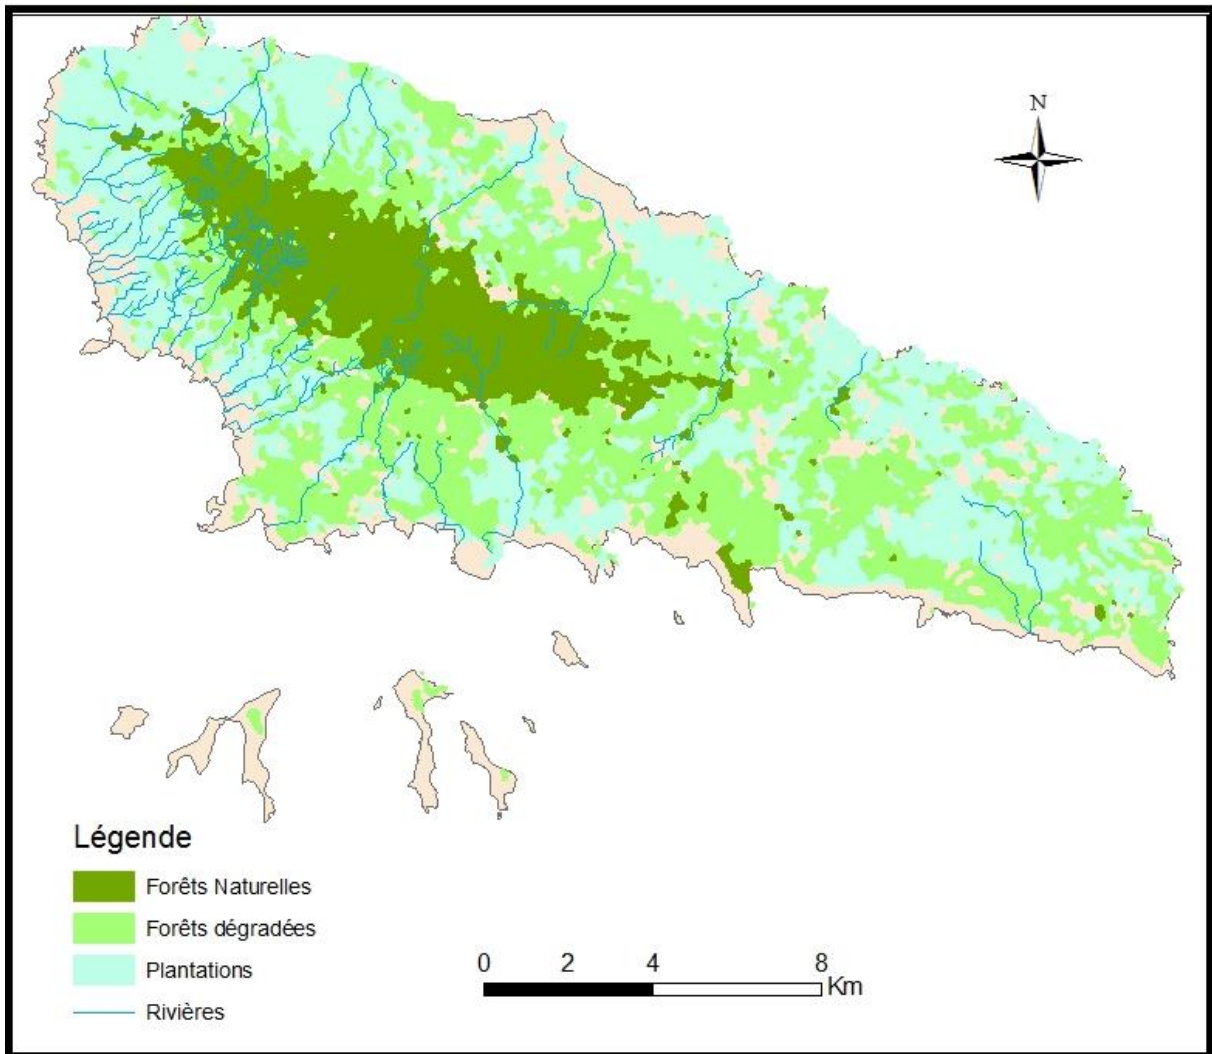 N
Légende
Forêts Naturelles
Forêts dégradées
Plantations
Rivières
0 2 4 8
Km